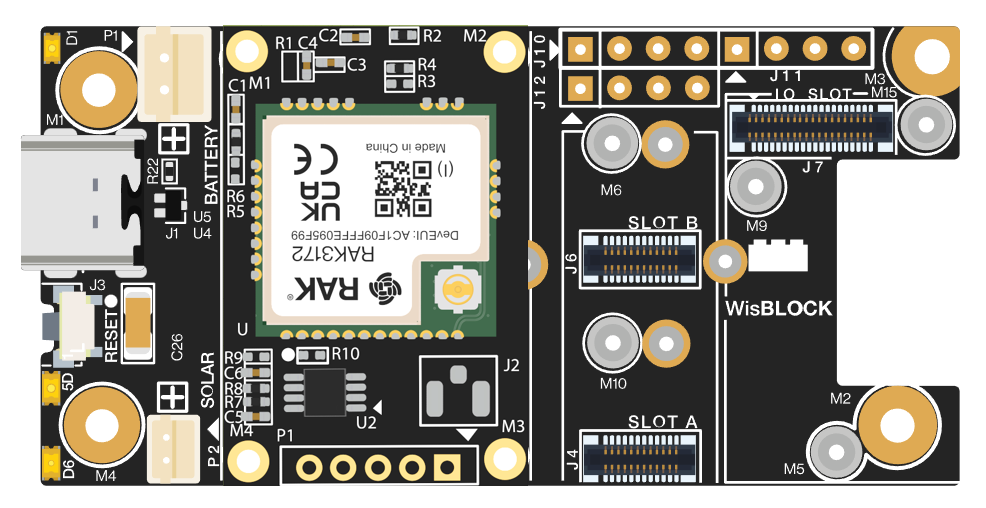 D1
P1
M1
BATTERY
R22
U5
J1
U4
J3
RESET
C26
5D
SOLAR
D6
M4
P2
R1
C4
C2
R2
M2
C3
M1
R4
R3
C1
R6
R5
Made in China
(I)
CE
UK
CA
DevEUI: AC1F09FFFE095F99
RAK3172
RAK®
U
R9
R10
C6
R8
R7
C5
U2
J2
M4
P1
M3
J10
J12
J11
M3
IO SLOT
M15
J7
M6
M9
SLOT B
J6
WisBLOCK
M10
M2
SLOT A
J4
M5